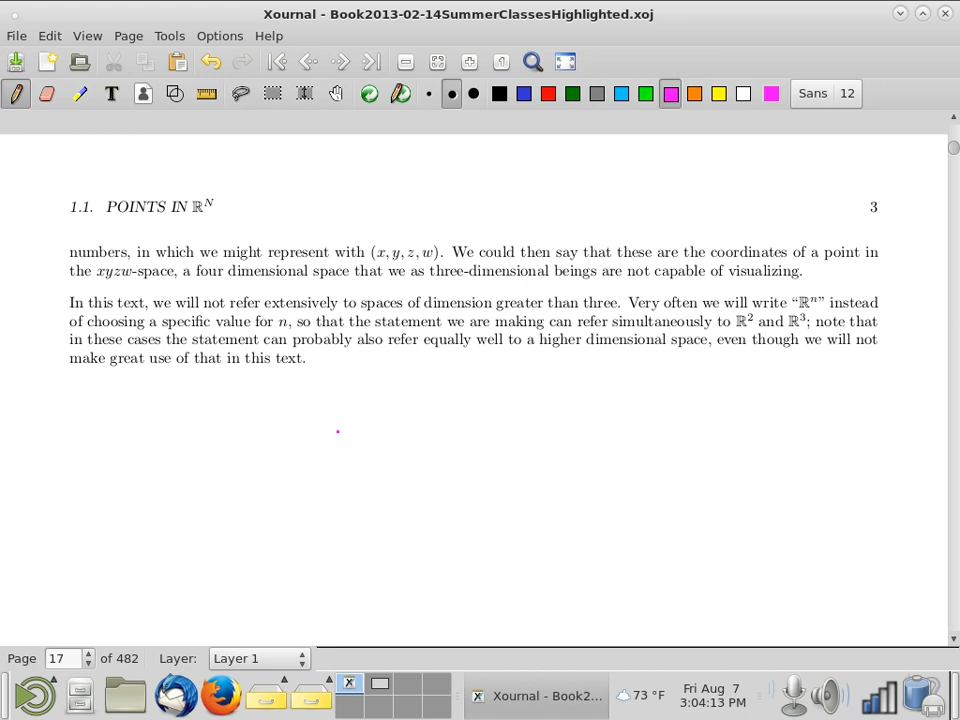 Xournal - Book2013-02-14SummerClassesHighlighted.xoj
File Edit View Page Tools Options Help
T Sans 12
1.1. POINTS IN ℝᴺ 3
numbers, in which we might represent with (x, y, z, w). We could then say that these are the coordinates of a point in
the xyzw-space, a four dimensional space that we as three-dimensional beings are not capable of visualizing.
In this text, we will not refer extensively to spaces of dimension greater than three. Very often we will write “ℝⁿ” instead
of choosing a specific value for n, so that the statement we are making can refer simultaneously to ℝ² and ℝ³; note that
in these cases the statement can probably also refer equally well to a higher dimensional space, even though we will not
make great use of that in this text.
Page 17 of 482 Layer: Layer 1
Xournal - Book2... 73 °F Fri Aug 7
3:04:13 PM